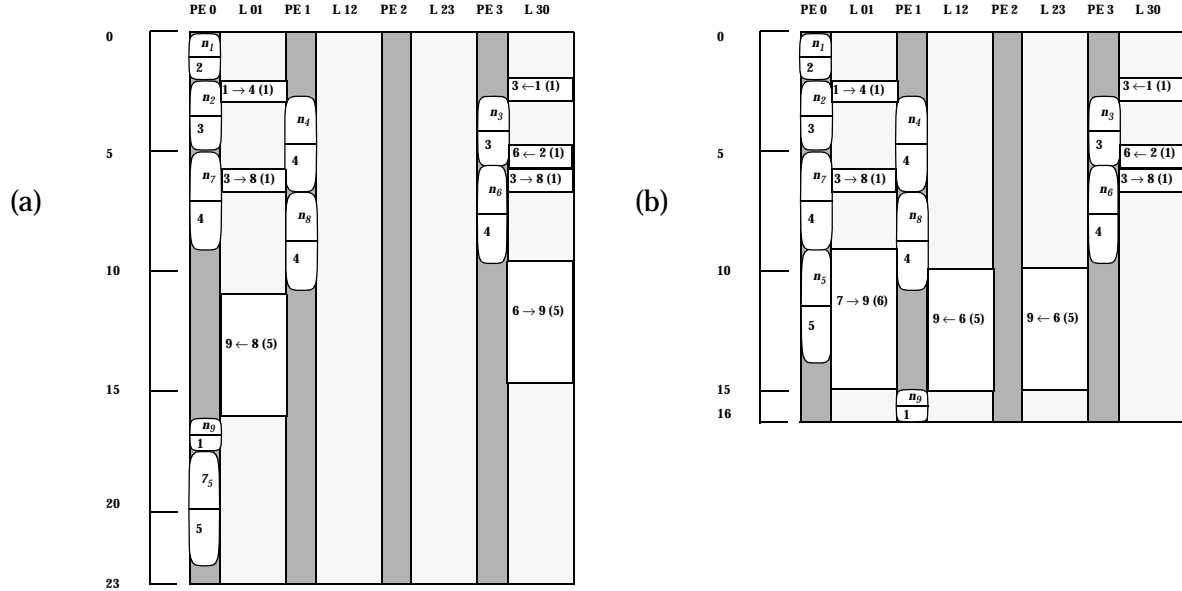 PE 0 L 01 PE 1 L 12 PE 2 L 23 PE 3 L 30
0
n1
2
1 → 4 (1)
3 ←1 (1)
n2
n4
n3
3
3
5
4
6 ← 2 (1)
n7
3 → 8 (1)
3 → 8 (1)
(a)
n6
4
n8
4
4
10
6 → 9 (5)
9 ← 8 (5)
15
n9
1
75
20
5
23
PE 0 L 01 PE 1 L 12 PE 2 L 23 PE 3 L 30
0
n1
2
1 → 4 (1)
3 ←1 (1)
n2
n4
n3
3
3
5
4
6 ← 2 (1)
n7
3 → 8 (1)
3 → 8 (1)
(b)
n6
4
n8
4
4
10
n5
7 → 9 (6)
9 ← 6 (5)
9 ← 6 (5)
5
15
n9
16
1